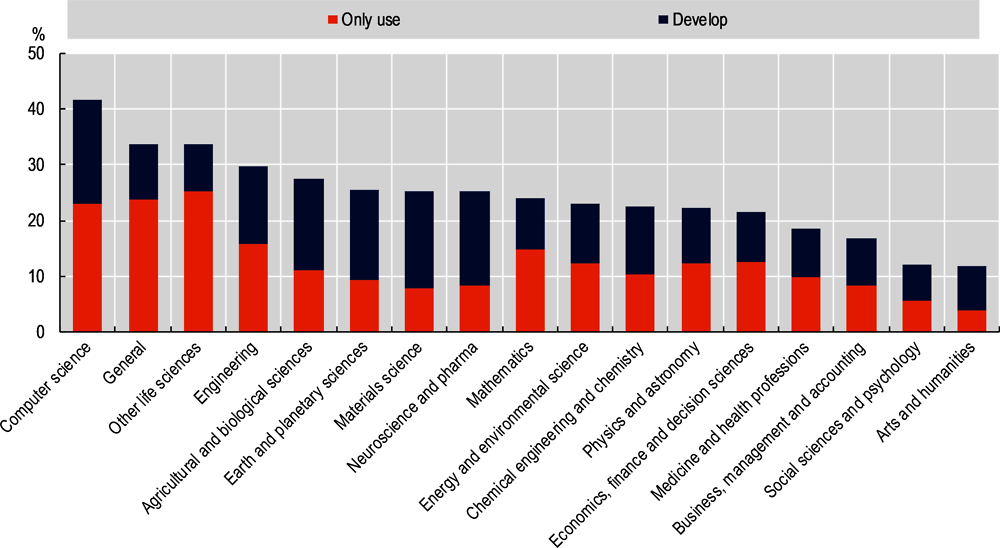 Only use
Develop
%
50
40
30
20
10
0
Computer science
General
Other life sciences
Engineering
Agricultural and biological sciences
Earth and planetary sciences
Materials science
Neuroscience and pharma
Mathematics
Energy and environmental science
Chemical engineering and chemistry
Physics and astronomy
Economics, finance and decision sciences
Medicine and health professions
Business, management and accounting
Social sciences and psychology
Arts and humanities